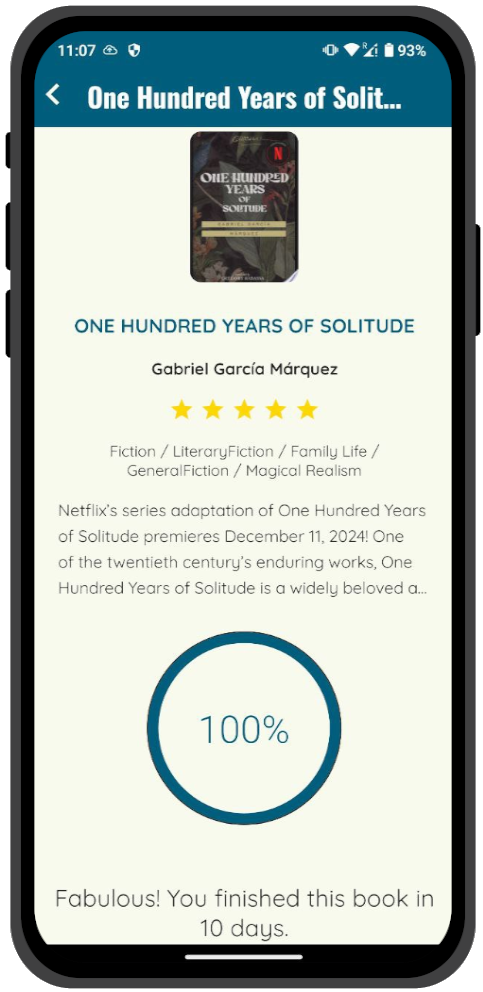 11:07
R
93%
One Hundred Years of Solit...
N
ONE HUNDRED
YEARS
OF
SOLITUDE
GABRIEL GARCÍA
MÁRQUEZ
ONE HUNDRED YEARS OF SOLITUDE
Gabriel García Márquez
Fiction / LiteraryFiction / Family Life /
GeneralFiction / Magical Realism
Netflix's series adaptation of One Hundred Years
of Solitude premieres December 11, 2024! One
of the twentieth century's enduring works, One
Hundred Years of Solitude is a widely beloved a...
100%
Fabulous! You finished this book in
10 days.